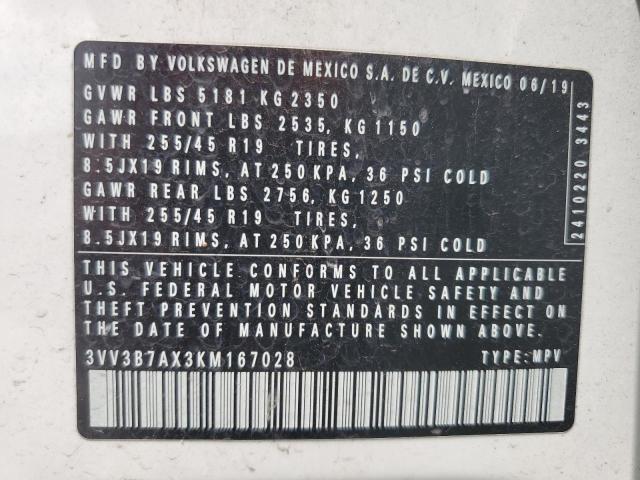 MFD BY VOLKSWAGEN DE MEXICO S.A. DE C.V. MEXICO 06/19
GVWR LBS 5181 KG 2350
GAWR FRONT LBS 2535, KG 1150
WITH 255/45 R19 TIRES,
8.5JX19 RIMS, AT 250 KPA, 36 PSI COLD
GAWR REAR LBS 2756, KG 1250
WITH 255/45 R19 TIRES,
8.5JX19 RIMS, AT 250 KPA, 36 PSI COLD
2410220 3443
THIS VEHICLE CONFORMS TO ALL APPLICABLE
U.S. FEDERAL MOTOR VEHICLE SAFETY AND
THEFT PREVENTION STANDARDS IN EFFECT ON
THE DATE OF MANUFACTURE SHOWN ABOVE.
3VV3B7AX3KM167028 TYPE:MPV